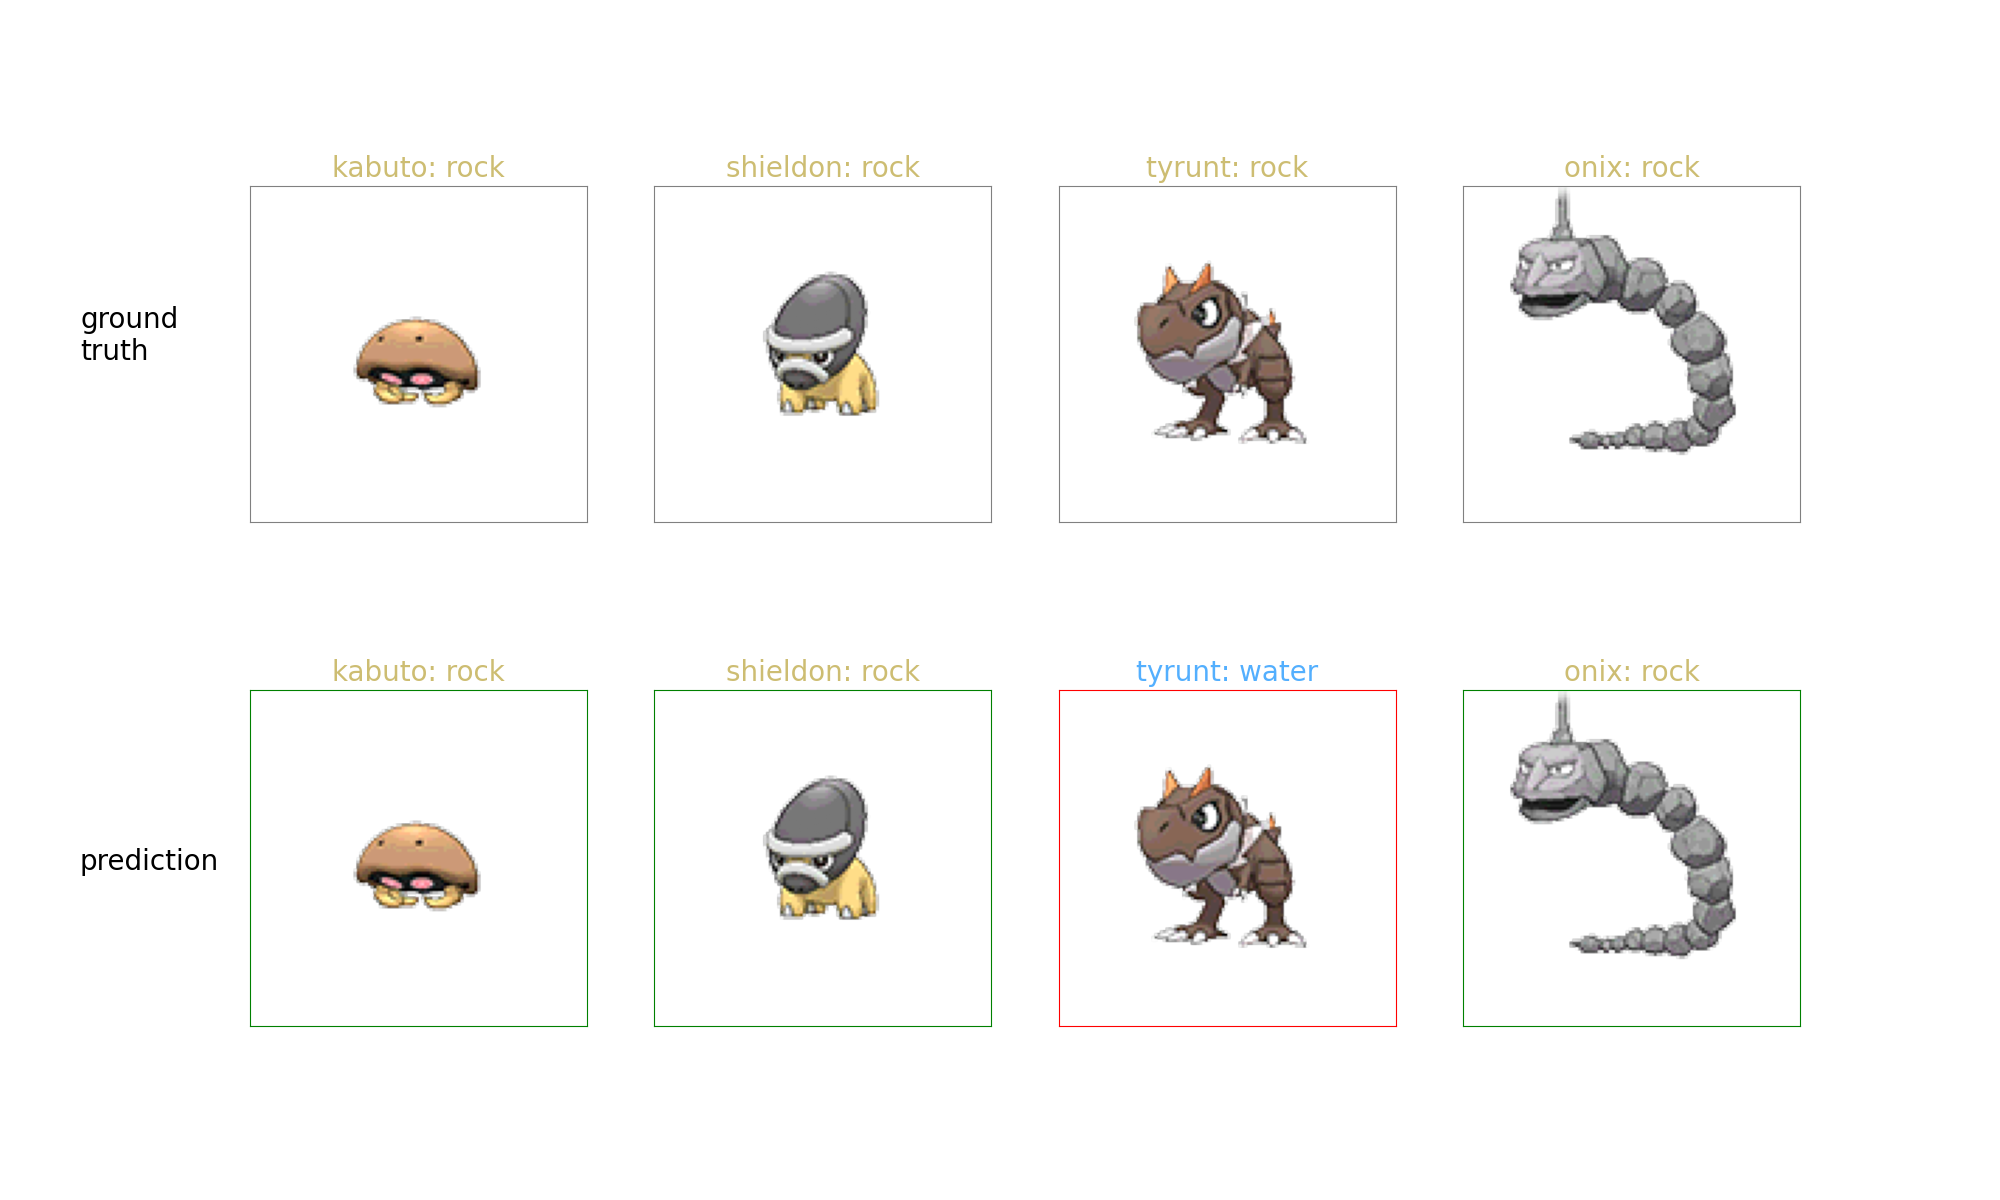 kabuto: rock
shieldon: rock
tyrunt: rock
onix: rock
ground
truth
kabuto: rock
shieldon: rock
tyrunt: water
onix: rock
prediction